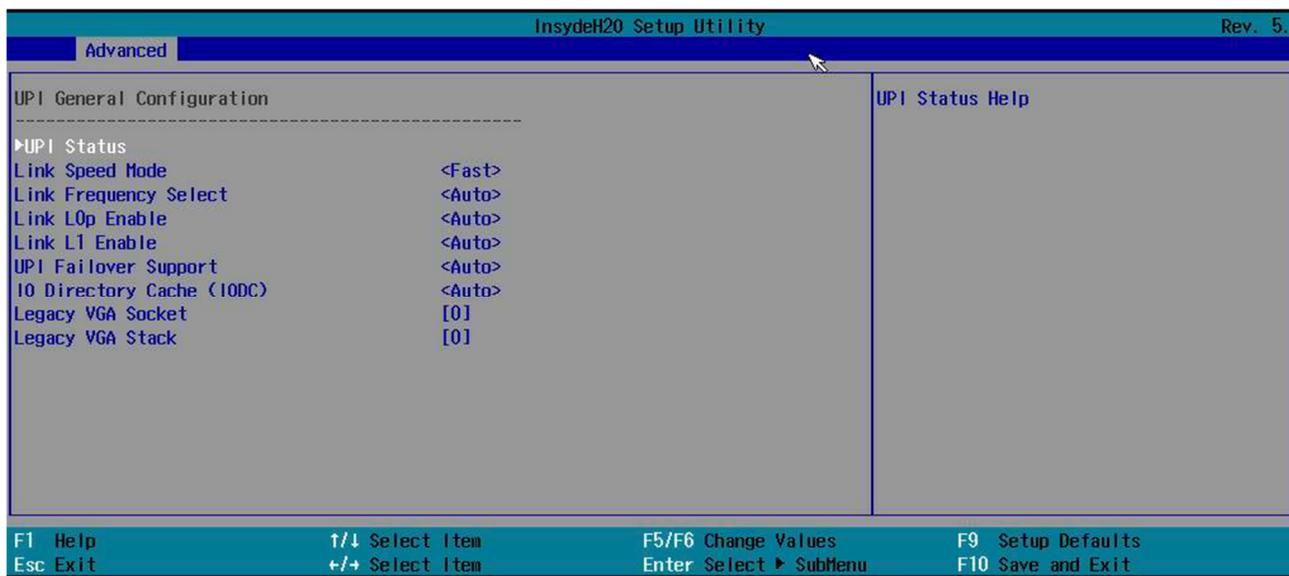 InsydeH20 Setup Utility Rev. 5.
Advanced
UPI General Configuration UPI Status Help
--------------------------------------------------
▶UPI Status
Link Speed Mode <Fast>
Link Frequency Select <Auto>
Link L0p Enable <Auto>
Link L1 Enable <Auto>
UPI Failover Support <Auto>
IO Directory Cache (IODC) <Auto>
Legacy VGA Socket [0]
Legacy VGA Stack [0]
F1 Help ↑/↓ Select Item F5/F6 Change Values F9 Setup Defaults
Esc Exit ←/→ Select Item Enter Select ▶ SubMenu F10 Save and Exit